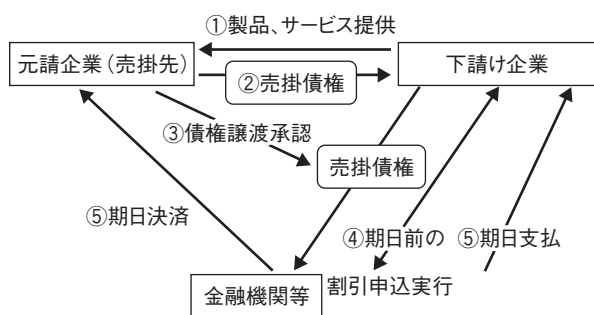 ①製品、サービス提供
元請企業（売掛先）
下請け企業
②売掛債権
③債権譲渡承認
売掛債権
⑤期日決済
④期日前の
⑤期日支払
割引申込実行
金融機関等